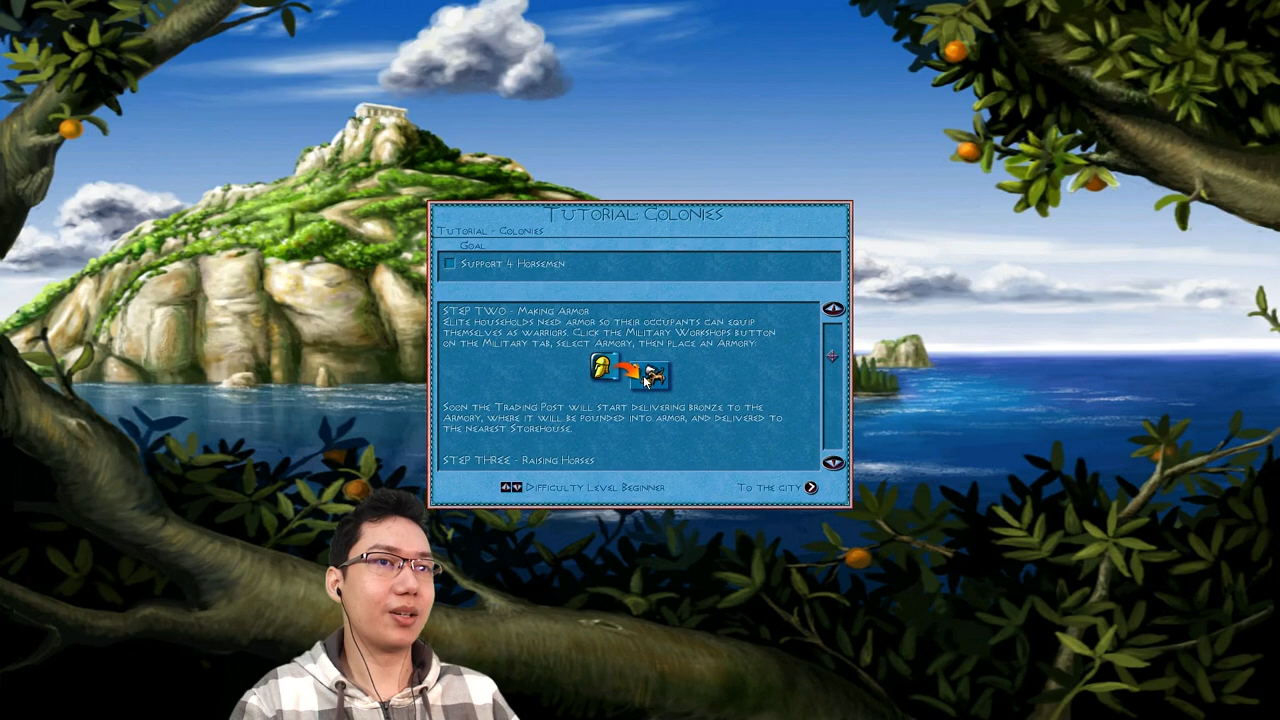 Tutorial: Colonies
Tutorial - Colonies
Goal
Support 4 Horsemen
STEP TWO - Making Armor
Elite households need armor so their occupants can equip
themselves as warriors. Click the Military Workshops button
on the Military tab, select Armory, then place an Armory:
Soon the Trading Post will start delivering bronze to the
Armory, where it will be pounded into armor, and delivered to
the nearest Storehouse.
STEP THREE - Raising Horses
Difficulty Level Beginner
To the city